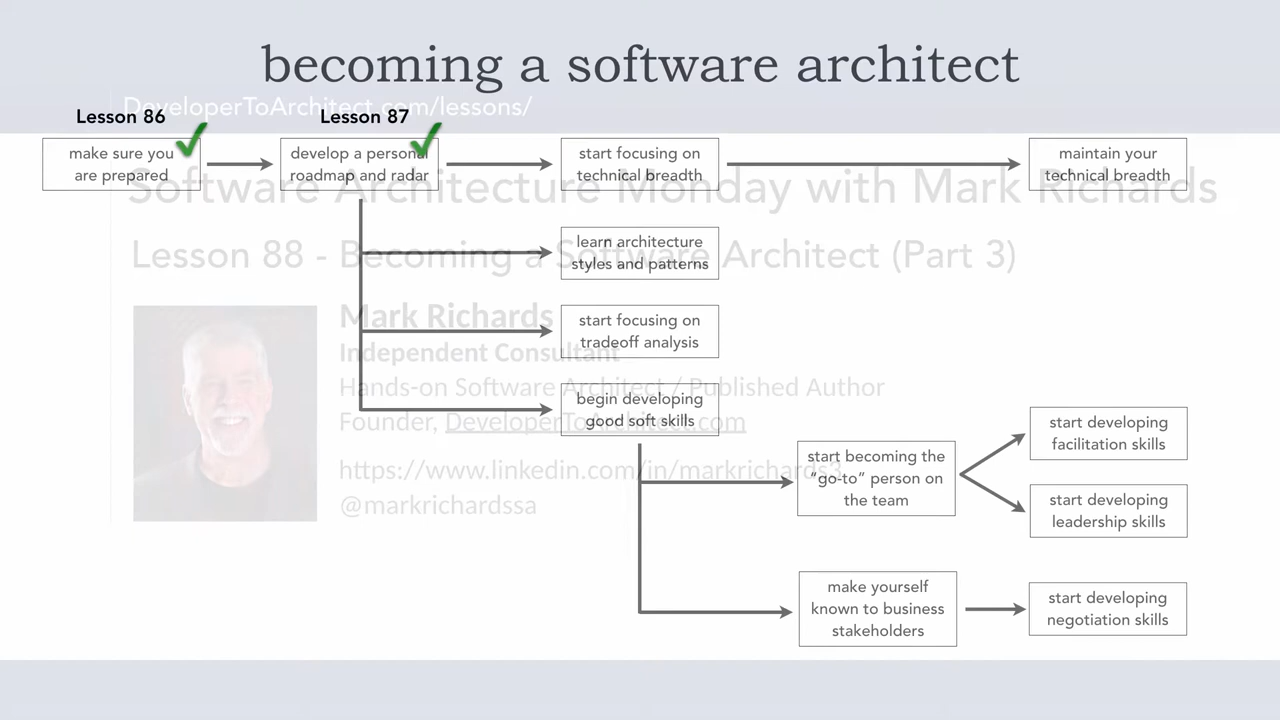 becoming a software architect
DeveloperToArchitect.com/lessons/
Lesson 86
Lesson 87
make sure you
are prepared
develop a personal
roadmap and radar
start focusing on
technical breadth
maintain your
technical breadth
Software Architecture Monday with Mark Richards
learn architecture
styles and patterns
Lesson 88 - Becoming a Software Architect (Part 3)
start focusing on
tradeoff analysis
Mark Richards
Independent Consultant
Hands-on Software Architect / Published Author
Founder, DeveloperToArchitect.com
begin developing
good soft skills
https://www.linkedin.com/in/markrichards3
@markrichardssa
start becoming the
“go-to” person on
the team
start developing
facilitation skills
start developing
leadership skills
make yourself
known to business
stakeholders
start developing
negotiation skills